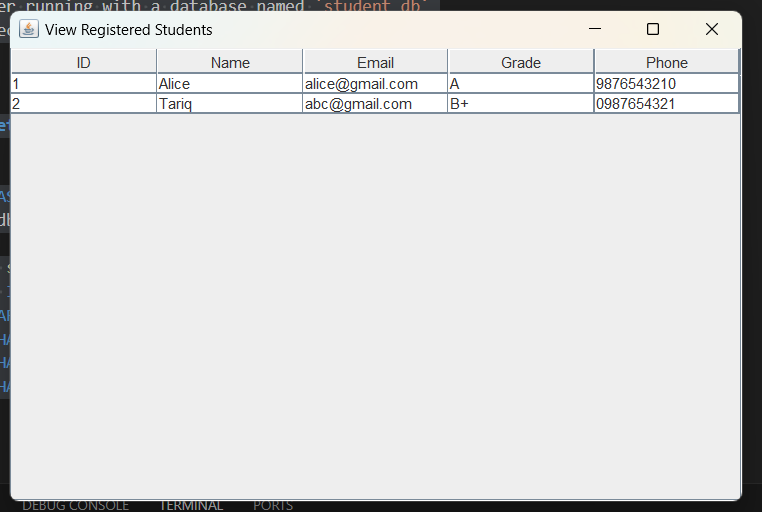 er running with a database named `student_db`
View Registered Students
ID Name Email Grade Phone
1 Alice alice@gmail.com A 9876543210
2 Tariq abc@gmail.com B+ 0987654321
DEBUG CONSOLE TERMINAL PORTS